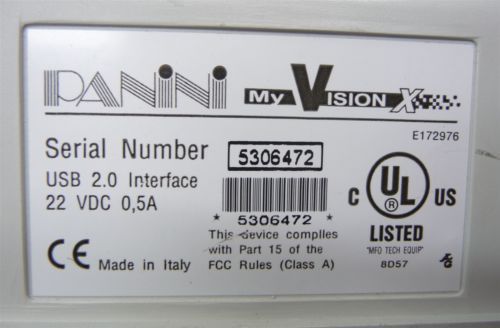 PANiNi My VISION X
E172976
Serial Number 5306472
USB 2.0 Interface
22 VDC 0,5A
* 5306472 *
C UL ® US
LISTED
"MFO TECH EQUIP"
8D57
This device complies
with Part 15 of the
FCC Rules (Class A)
CE Made in Italy